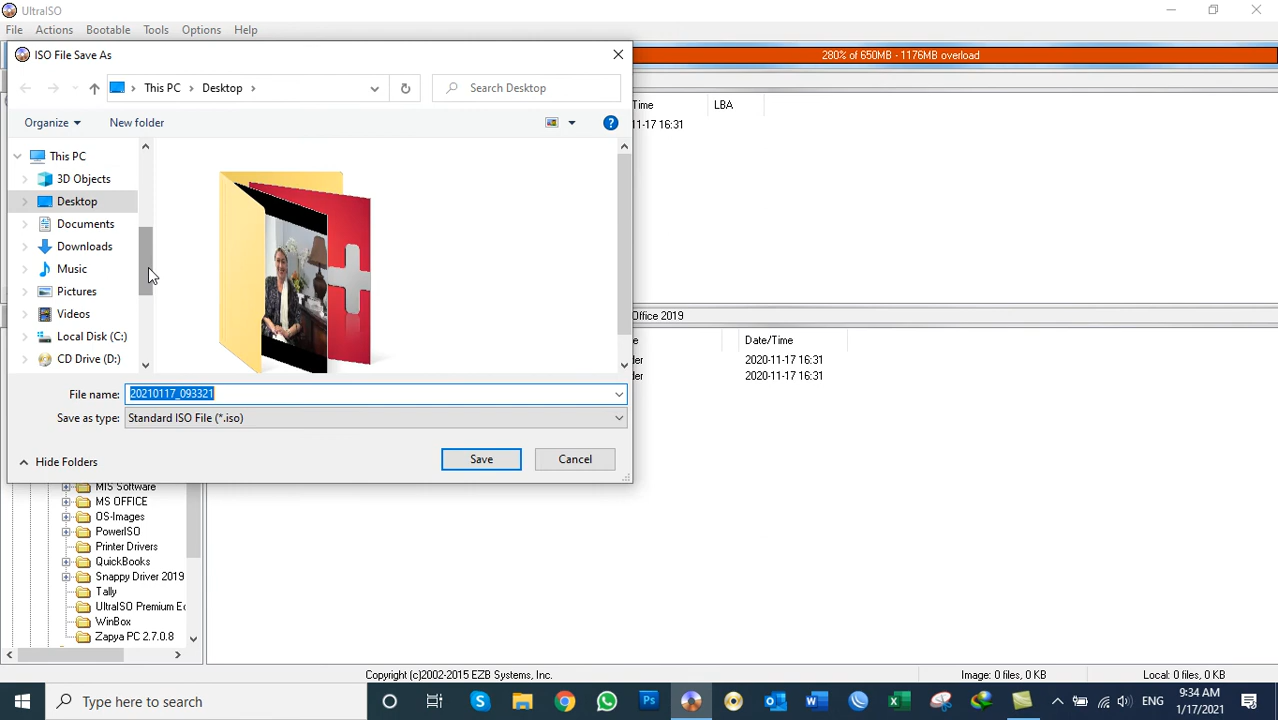 UltraISO
File Actions Bootable Tools Options Help
ISO File Save As
280% of 650MB - 1176MB overload
This PC Desktop
Search Desktop
Time LBA
Organize New folder
11-17 16:31
This PC
3D Objects
Desktop
Documents
Downloads
Music
Pictures
Videos
Local Disk (C:)
CD Drive (D:)
Office 2019
Date/Time
der 2020-11-17 16:31
der 2020-11-17 16:31
File name: 20210117_093321
Save as type: Standard ISO File (*.iso)
Hide Folders
Save Cancel
MIS Software
MS OFFICE
OS-Images
PowerISO
Printer Drivers
QuickBooks
Snappy Driver 2019
Tally
UltraISO Premium Ec
WinBox
Zapya PC 2.7.0.8
Copyright (c)2002-2015 EZB Systems, Inc. Image: 0 files, 0 KB Local: 0 files, 0 KB
Type here to search
ENG
9:34 AM
1/17/2021